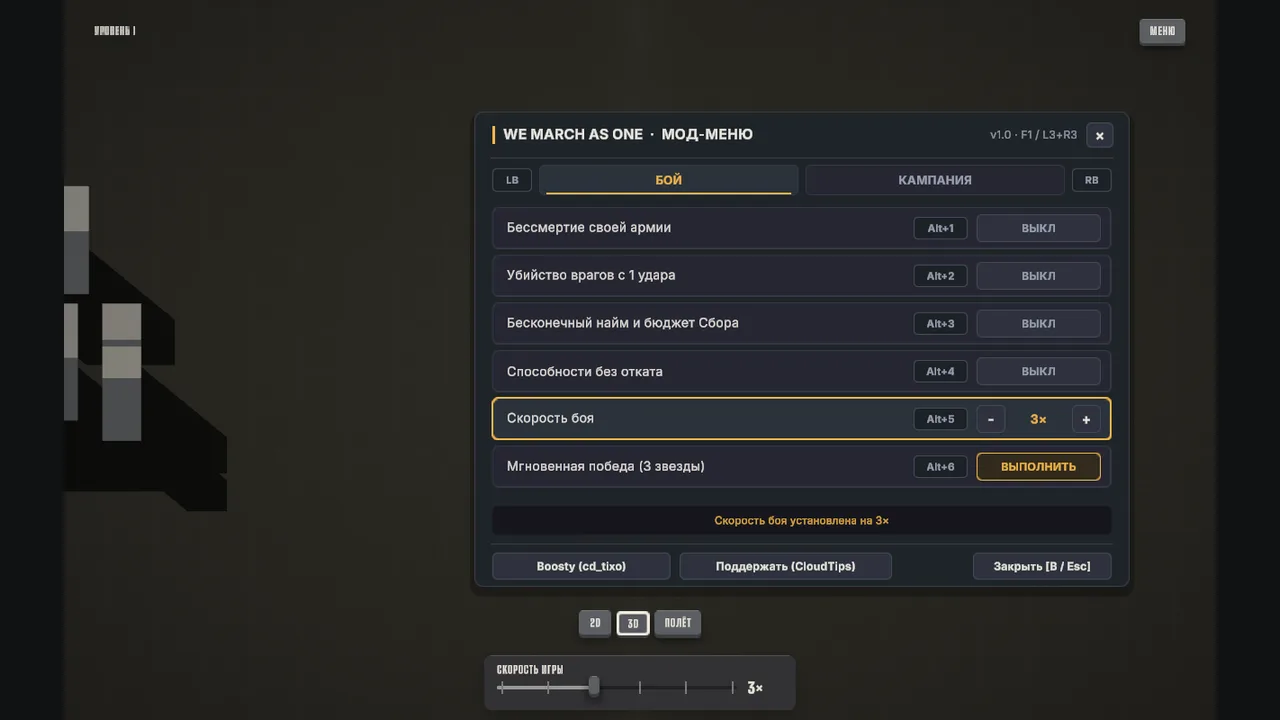 УРОВЕНЬ 1
МЕНЮ
WE MARCH AS ONE · МОД-МЕНЮ
v1.0 · F1 / L3+R3
×
LB
БОЙ
КАМПАНИЯ
RB
Бессмертие своей армии
Alt+1
ВЫКЛ
Убийство врагов с 1 удара
Alt+2
ВЫКЛ
Бесконечный найм и бюджет Сбора
Alt+3
ВЫКЛ
Способности без отката
Alt+4
ВЫКЛ
Скорость боя
Alt+5
-
3×
+
Мгновенная победа (3 звезды)
Alt+6
ВЫПОЛНИТЬ
Скорость боя установлена на 3×
Boosty (cd_tixo)
Поддержать (CloudTips)
Закрыть [B / Esc]
2D
3D
ПОЛЁТ
СКОРОСТЬ ИГРЫ
3×